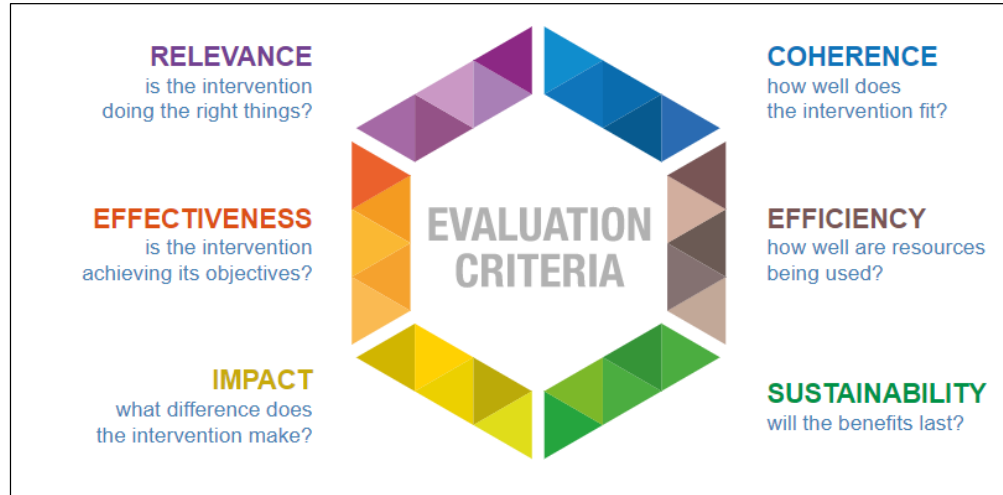 RELEVANCE
is the intervention
doing the right things?
COHERENCE
how well does
the intervention fit?
EFFECTIVENESS
is the intervention
achieving its objectives?
EVALUATION
CRITERIA
EFFICIENCY
how well are resources
being used?
IMPACT
what difference does
the intervention make?
SUSTAINABILITY
will the benefits last?